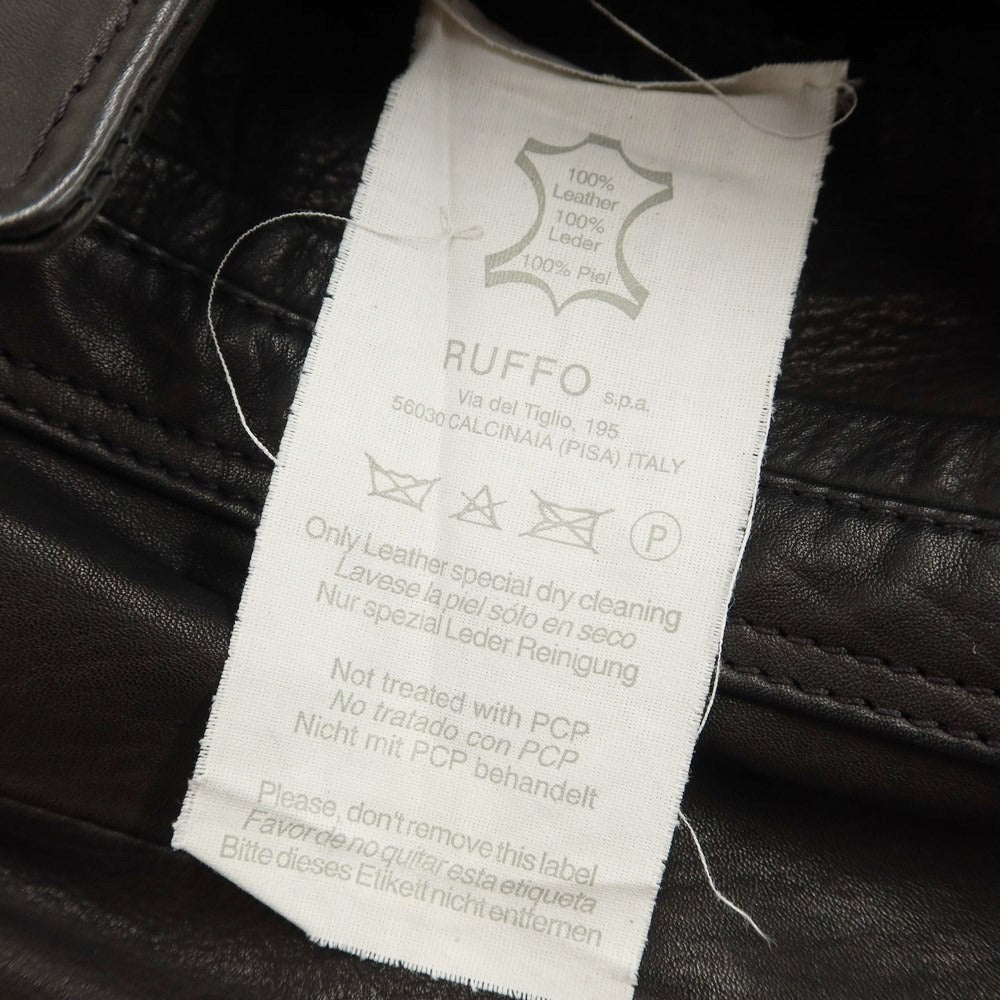 100%
Leather
100%
Leder
100% Piel
RUFFO s.p.a.
Via del Tiglio, 195
56030 CALCINAIA (PISA) ITALY
P
Only Leather special dry cleaning
Lavese la piel sólo en seco
Nur spezial Leder Reinigung
Not treated with PCP
No tratado con PCP
Nicht mit PCP behandelt
Please, don't remove this label
Favor de no quitar esta etiqueta
Bitte dieses Etikett nicht entfernen